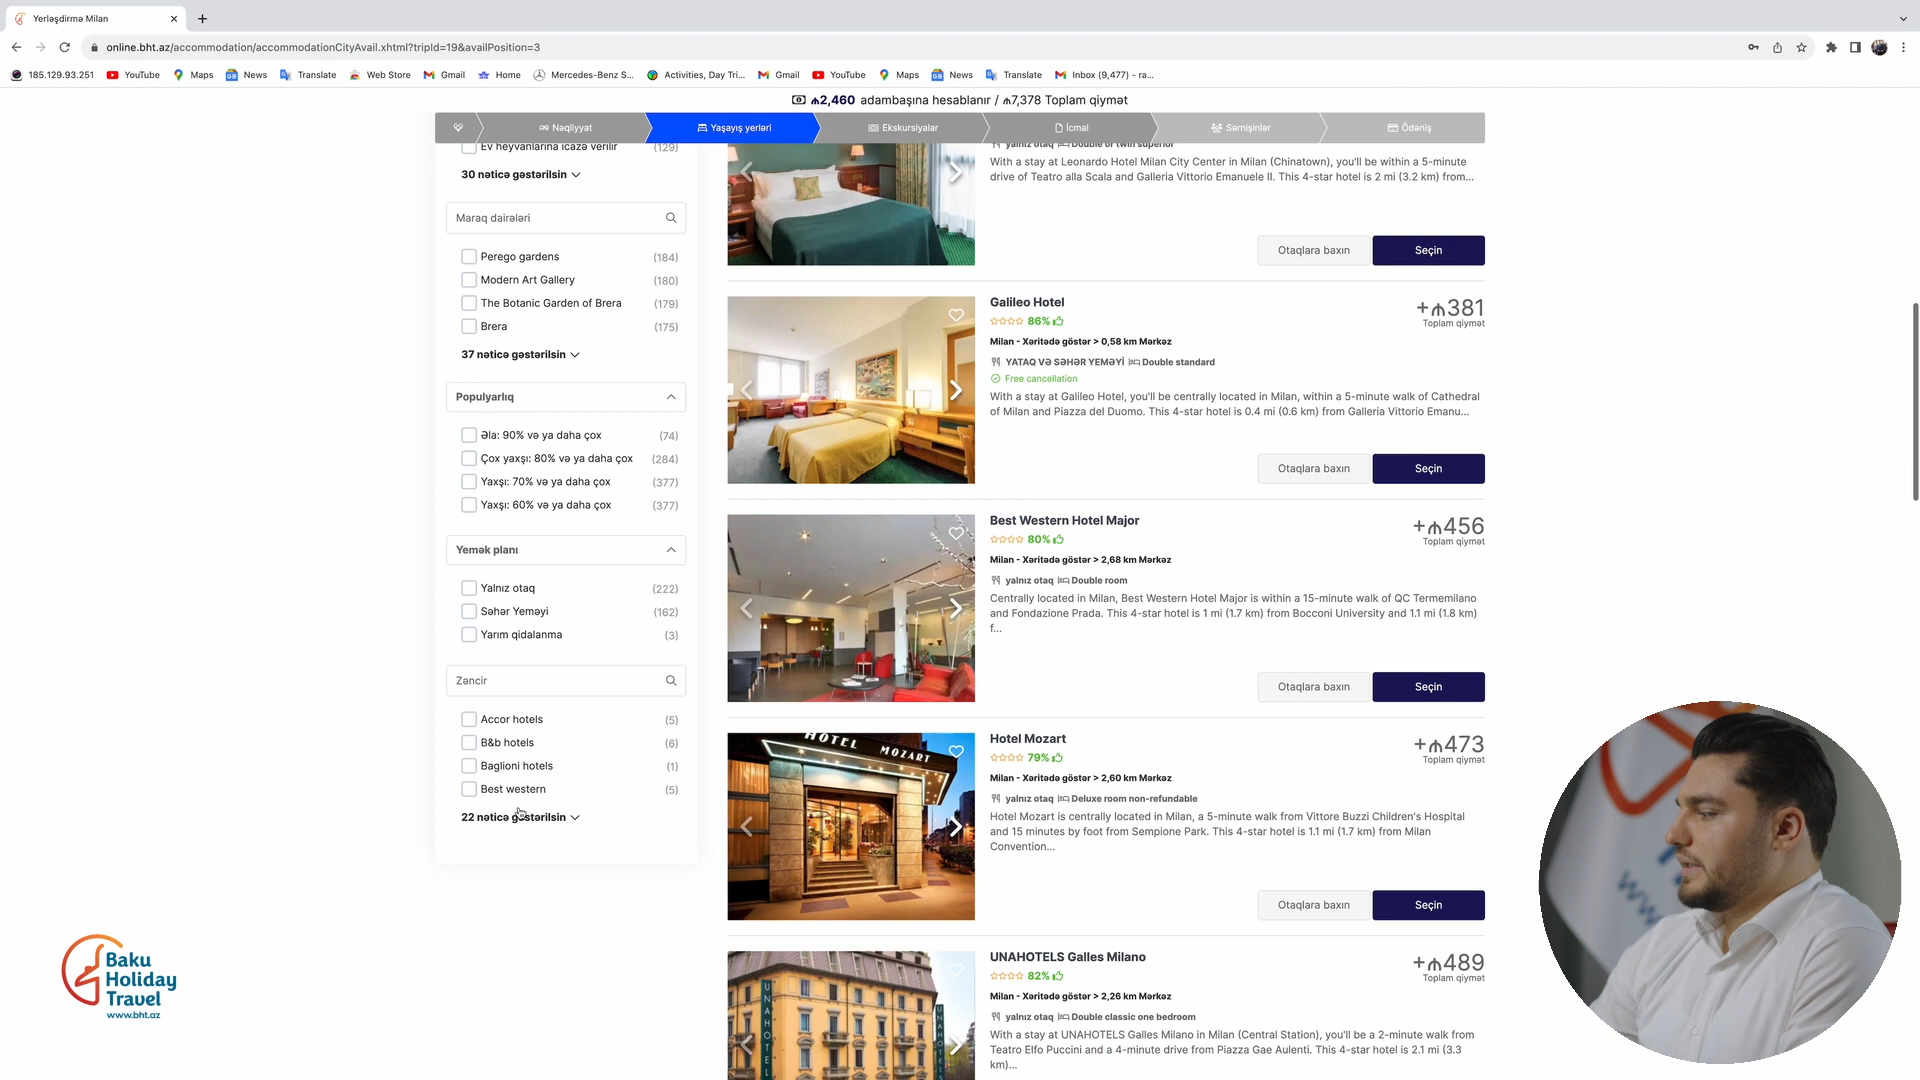 Yerləşdirmə Milan
online.bht.az/accommodation/accommodationCityAvail.xhtml?tripId=19&availPosition=3
185.129.93.251 YouTube Maps News Translate Web Store Gmail Home Mercedes-Benz S... Activities, Day Tri... Gmail YouTube Maps News Translate Inbox (9,477) - ra...
₼2,460 adambaşına hesablanır / ₼7,378 Toplam qiymət
Nəqliyyat Yaşayış yerləri Ekskursiyalar İcmal Sərnişinlər Ödəniş
Ev heyvanlarına icazə verilir (129)
30 nəticə göstərilsin
Maraq dairələri
Perego gardens (184)
Modern Art Gallery (180)
The Botanic Garden of Brera (179)
Brera (175)
37 nəticə göstərilsin
Populyarlıq
Əla: 90% və ya daha çox (74)
Çox yaxşı: 80% və ya daha çox (284)
Yaxşı: 70% və ya daha çox (377)
Yaxşı: 60% və ya daha çox (377)
Yemək planı
Yalnız otaq (222)
Səhər Yeməyi (162)
Yarım qidalanma (3)
Zəncir
Accor hotels (5)
B&b hotels (6)
Baglioni hotels (1)
Best western (5)
22 nəticə göstərilsin
yalnız otaq Double or twin superior
With a stay at Leonardo Hotel Milan City Center in Milan (Chinatown), you'll be within a 5-minute
drive of Teatro alla Scala and Galleria Vittorio Emanuele II. This 4-star hotel is 2 mi (3.2 km) from...
Otaqlara baxın Seçin
Galileo Hotel +₼381
86% Toplam qiymət
Milan - Xəritədə göstər > 0,58 km Mərkəz
YATAQ VƏ SƏHƏR YEMƏYİ Double standard
Free cancellation
With a stay at Galileo Hotel, you'll be centrally located in Milan, within a 5-minute walk of Cathedral
of Milan and Piazza del Duomo. This 4-star hotel is 0.4 mi (0.6 km) from Galleria Vittorio Emanu...
Otaqlara baxın Seçin
Best Western Hotel Major +₼456
80% Toplam qiymət
Milan - Xəritədə göstər > 2,68 km Mərkəz
yalnız otaq Double room
Centrally located in Milan, Best Western Hotel Major is within a 15-minute walk of QC Termemilano
and Fondazione Prada. This 4-star hotel is 1 mi (1.7 km) from Bocconi University and 1.1 mi (1.8 km)
f...
Otaqlara baxın Seçin
HOTEL MOZART
Hotel Mozart +₼473
79% Toplam qiymət
Milan - Xəritədə göstər > 2,60 km Mərkəz
yalnız otaq Deluxe room non-refundable
Hotel Mozart is centrally located in Milan, a 5-minute walk from Vittore Buzzi Children's Hospital
and 15 minutes by foot from Sempione Park. This 4-star hotel is 1.1 mi (1.7 km) from Milan
Convention...
Otaqlara baxın Seçin
UNAHOTELS Galles Milano +₼489
82% Toplam qiymət
Milan - Xəritədə göstər > 2,26 km Mərkəz
yalnız otaq Double classic one bedroom
With a stay at UNAHOTELS Galles Milano in Milan (Central Station), you'll be a 2-minute walk from
Teatro Elfo Puccini and a 4-minute drive from Piazza Gae Aulenti. This 4-star hotel is 2.1 mi (3.3
km)...
UNAHOTEL
UNAHOTEL
Baku
Holiday
Travel
www.bht.az